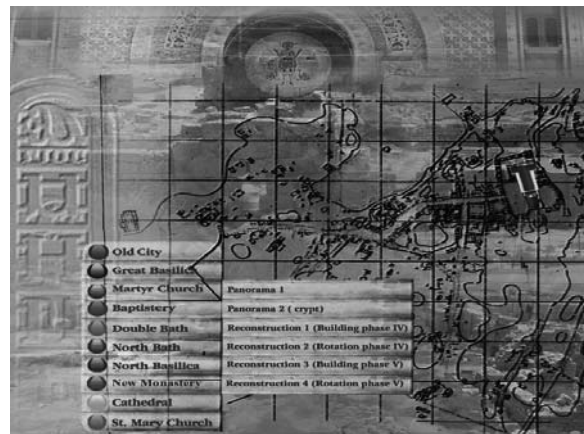 Old City
Great Basilica
Martyr Church
Baptistery
Double Bath
North Bath
North Basilica
New Monastery
Cathedral
St. Mary Church
Panorama 1
Panorama 2 ( crypt)
Reconstruction 1 (Building phase IV)
Reconstruction 2 (Rotation phase IV)
Reconstruction 3 (Building phase V)
Reconstruction 4 (Rotation phase V)